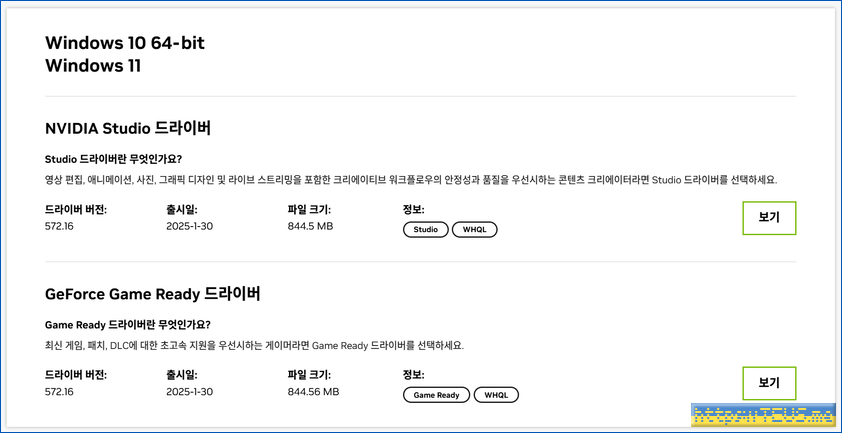 Windows 10 64-bit
Windows 11
NVIDIA Studio 드라이버
Studio 드라이버란 무엇인가요?
영상 편집, 애니메이션, 사진, 그래픽 디자인 및 라이브 스트리밍을 포함한 크리에이티브 워크플로우의 안정성과 품질을 우선시하는 콘텐츠 크리에이터라면 Studio 드라이버를 선택하세요.
드라이버 버전: 출시일: 파일 크기: 정보:
572.16 2025-1-30 844.5 MB Studio WHQL 보기
GeForce Game Ready 드라이버
Game Ready 드라이버란 무엇인가요?
최신 게임, 패치, DLC에 대한 초고속 지원을 우선시하는 게이머라면 Game Ready 드라이버를 선택하세요.
드라이버 버전: 출시일: 파일 크기: 정보:
572.16 2025-1-30 844.56 MB Game Ready WHQL 보기